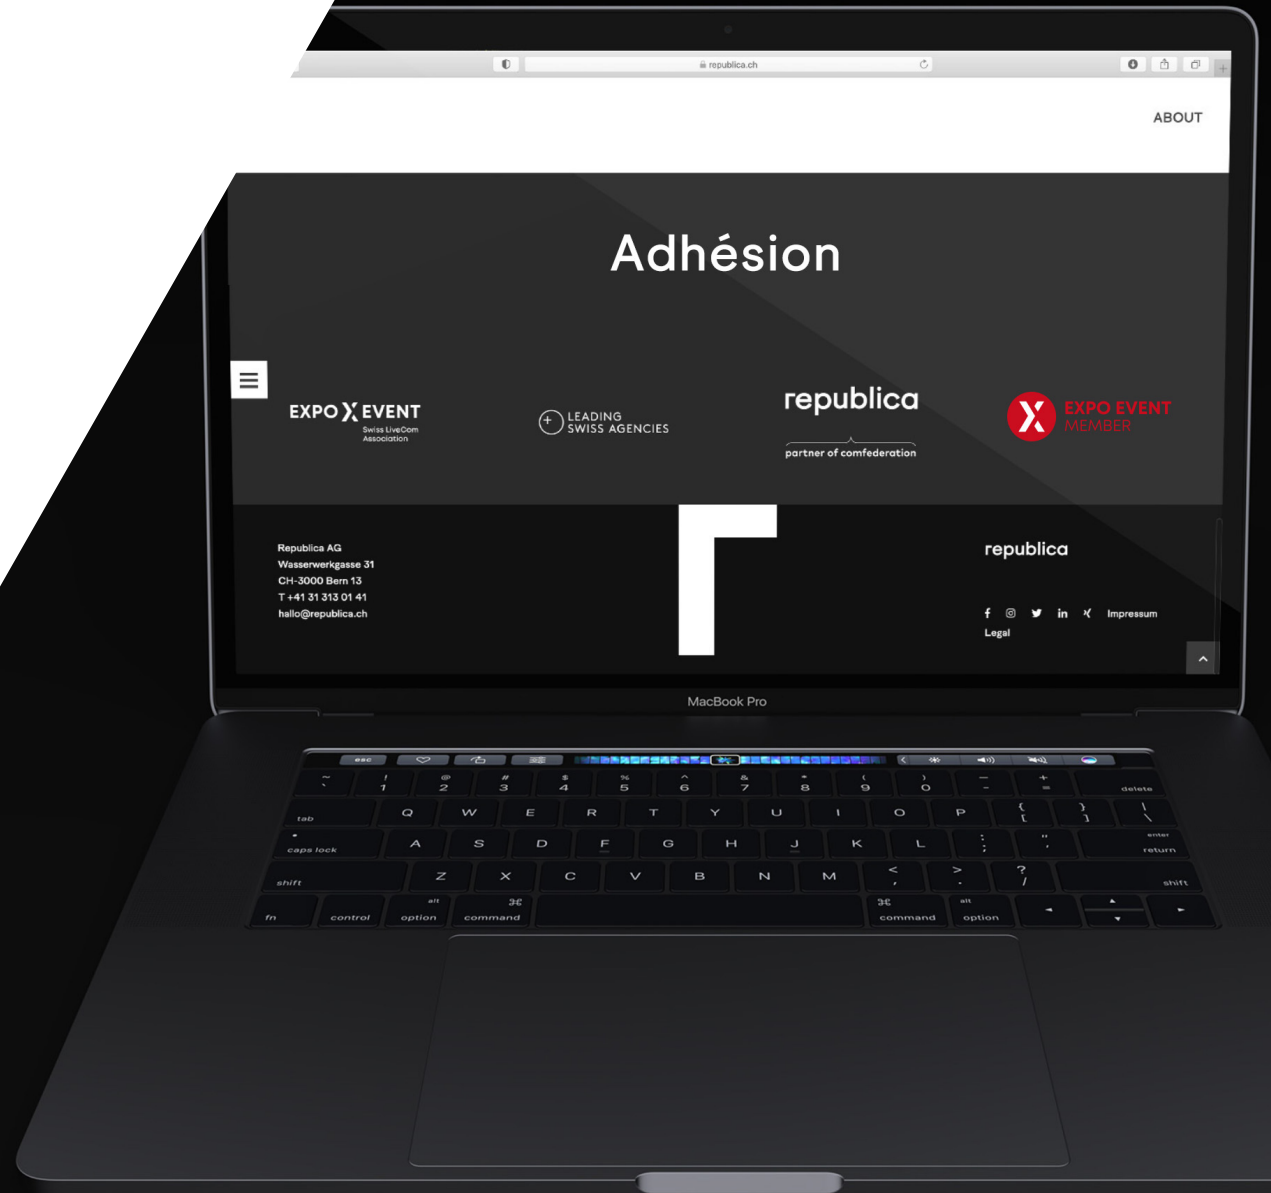 republica.ch
ABOUT
Adhésion
EXPO X EVENT
Swiss LiveCom
Association
LEADING
SWISS AGENCIES
republica
partner of comfederation
X EXPO EVENT
MEMBER
Republica AG
Wasserwerkgasse 31
CH-3000 Bern 13
T +41 31 313 01 41
hallo@republica.ch
republica
f in Impressum
Legal
MacBook Pro
esc
~ ! @ # $ % ^ & * ( ) — +
` 1 2 3 4 5 6 7 8 9 0 - = delete
tab Q W E R T Y U I O P { [ } ] | \
caps lock A S D F G H J K L : ; " ' enter return
shift Z X C V B N M < , > . ? / shift
fn control alt option ⌘ command ⌘ command alt option